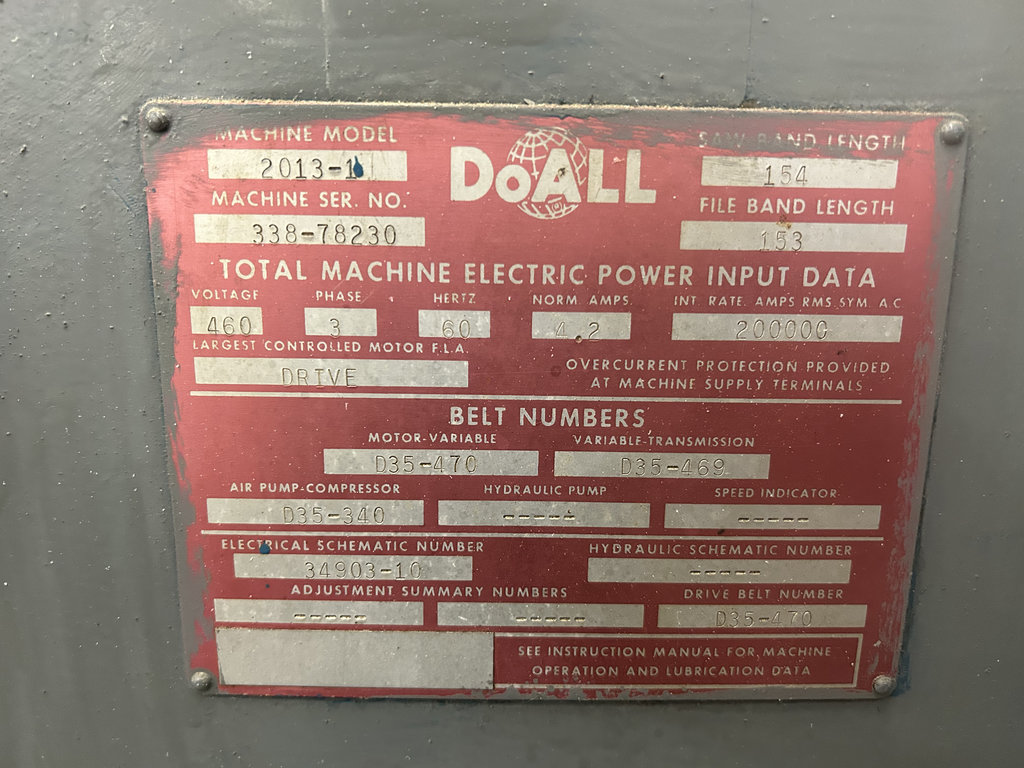 MACHINE MODEL
2013-1
DOALL
SAW BAND LENGTH
154
MACHINE SER. NO.
338-78230
FILE BAND LENGTH
153
TOTAL MACHINE ELECTRIC POWER INPUT DATA
VOLTAGE PHASE HERTZ NORM. AMPS. INT. RATE. AMPS RMS. SYM. A.C
460 3 60 4.2 200000
LARGEST CONTROLLED MOTOR F.L.A.
DRIVE
OVERCURRENT PROTECTION PROVIDED
AT MACHINE SUPPLY TERMINALS.
BELT NUMBERS
MOTOR-VARIABLE VARIABLE-TRANSMISSION
D35-470 D35-469
AIR PUMP-COMPRESSOR HYDRAULIC PUMP SPEED INDICATOR
D35-340 ----- -----
ELECTRICAL SCHEMATIC NUMBER HYDRAULIC SCHEMATIC NUMBER
34903-10 -----
ADJUSTMENT SUMMARY NUMBERS DRIVE BELT NUMBER
----- ----- D35-470
SEE INSTRUCTION MANUAL FOR MACHINE
OPERATION AND LUBRICATION DATA